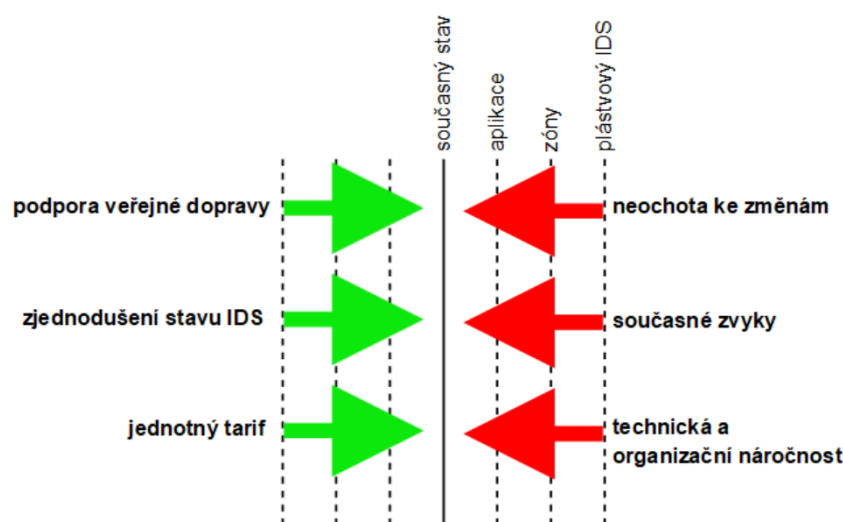 současný stav
aplikace
zóny
plástvový IDS
podpora veřejné dopravy
neochota ke změnám
zjednodušení stavu IDS
současné zvyky
jednotný tarif
technická a
organizační náročnost